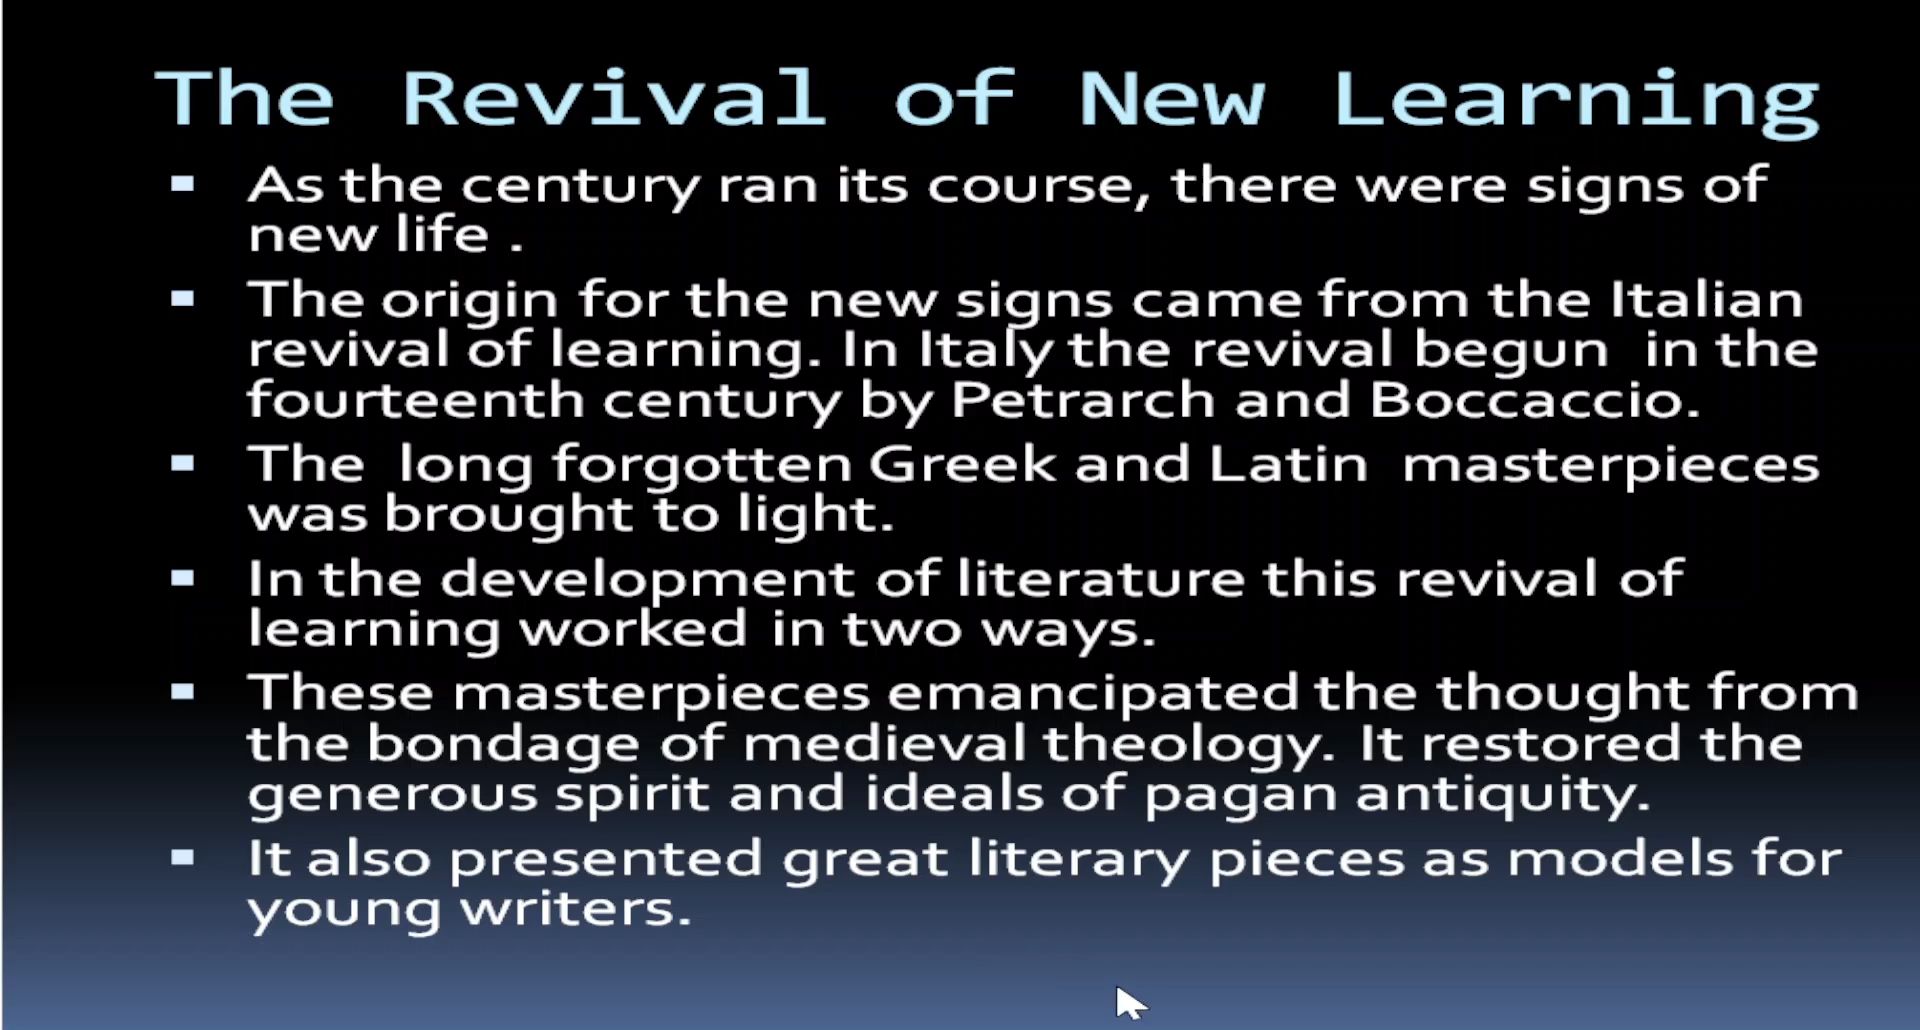 The Revival of New Learning
As the century ran its course, there were signs of
new life .
The origin for the new signs came from the Italian
revival of learning. In Italy the revival begun in the
fourteenth century by Petrarch and Boccaccio.
The long forgotten Greek and Latin masterpieces
was brought to light.
In the development of literature this revival of
learning worked in two ways.
These masterpieces emancipated the thought from
the bondage of medieval theology. It restored the
generous spirit and ideals of pagan antiquity.
It also presented great literary pieces as models for
young writers.